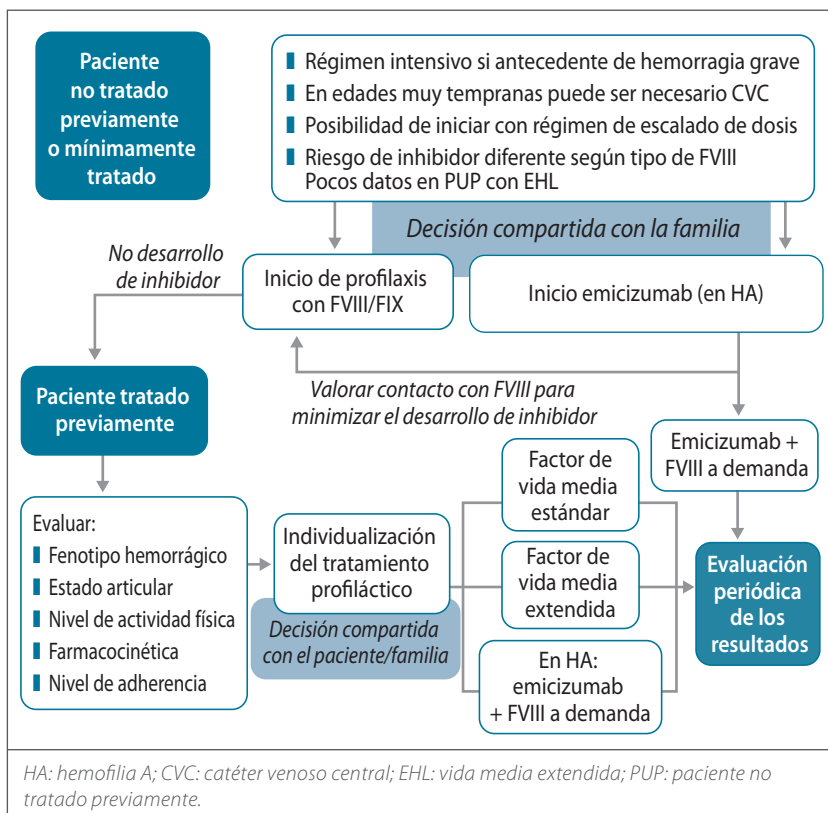 Paciente
no tratado
previamente
o mínimamente
tratado
Régimen intensivo si antecedente de hemorragia grave
En edades muy tempranas puede ser necesario CVC
Posibilidad de iniciar con régimen de escalado de dosis
Riesgo de inhibidor diferente según tipo de FVIII
Pocos datos en PUP con EHL
Decisión compartida con la familia
No desarrollo
de inhibidor
Inicio de profilaxis
con FVIII/FIX
Inicio emicizumab (en HA)
Valorar contacto con FVIII para
minimizar el desarrollo de inhibidor
Paciente tratado
previamente
Emicizumab +
FVIII a demanda
Evaluar:
Fenotipo hemorrágico
Estado articular
Nivel de actividad física
Farmacocinética
Nivel de adherencia
Individualización
del tratamiento
profiláctico
Decisión compartida
con el paciente/familia
Factor de
vida media
estándar
Factor de
vida media
extendida
En HA:
emicizumab
+ FVIII a demanda
Evaluación
periódica
de los
resultados
HA: hemofilia A; CVC: catéter venoso central; EHL: vida media extendida; PUP: paciente no
tratado previamente.